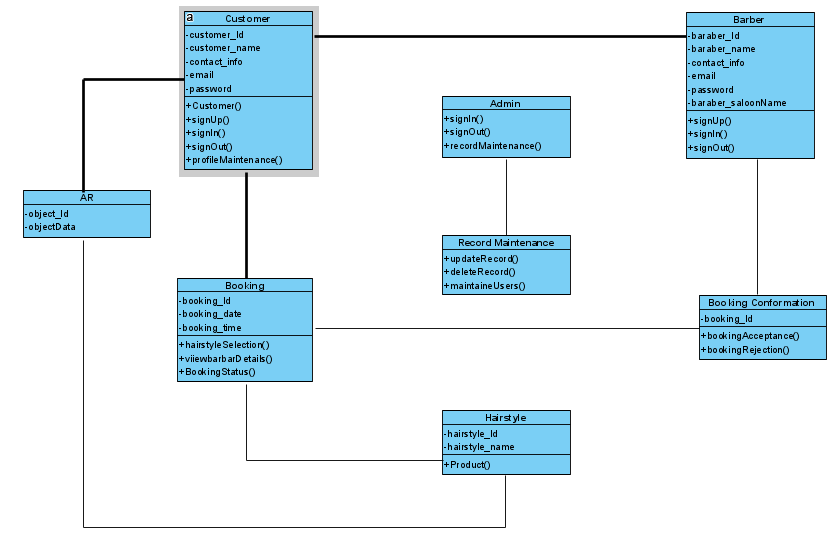 a
Customer
-customer_Id
-customer_name
-contact_info
-email
-password
+Customer()
+signUp()
+signIn()
+signOut()
+profileMaintenance()
Barber
-baraber_Id
-baraber_name
-contact_info
-email
-password
-baraber_saloonName
+signUp()
+signIn()
+signOut()
Admin
+signIn()
+signOut()
+recordMaintenance()
AR
-object_Id
-objectData
Record Maintenance
+updateRecord()
+deleteRecord()
+maintaineUsers()
Booking
-booking_Id
-booking_date
-booking_time
+hairstyleSelection()
+viiewbarbarDetails()
+BookingStatus()
Booking Conformation
-booking_Id
+bookingAcceptance()
+bookingRejection()
Hairstyle
-hairstyle_Id
-hairstyle_name
+Product()